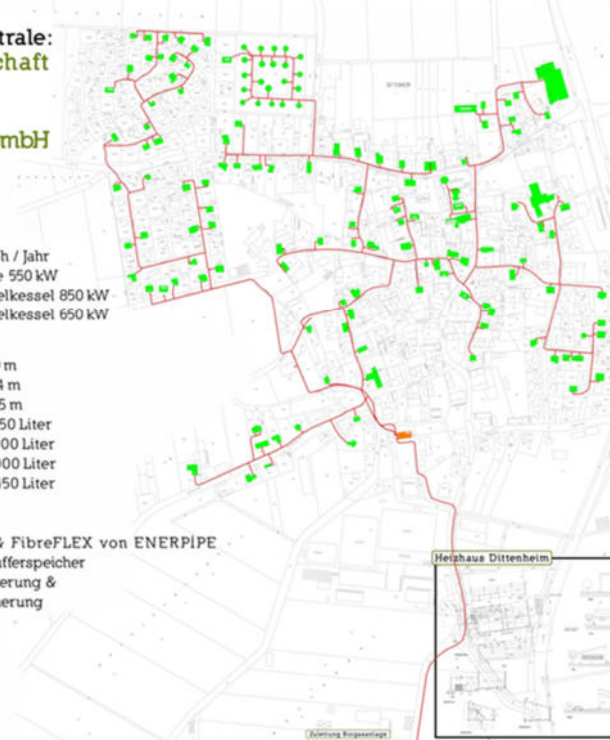 trale:
chaft
mbH
h / Jahr
e 550 kW
elkessel 850 kW
elkessel 650 kW
m
4 m
5 m
50 Liter
00 Liter
000 Liter
450 Liter
& FibreFLEX von ENERPIPE
ufferspeicher
erung &
erung
Heizhaus Dittenheim
Zuleitung Biogasanlage